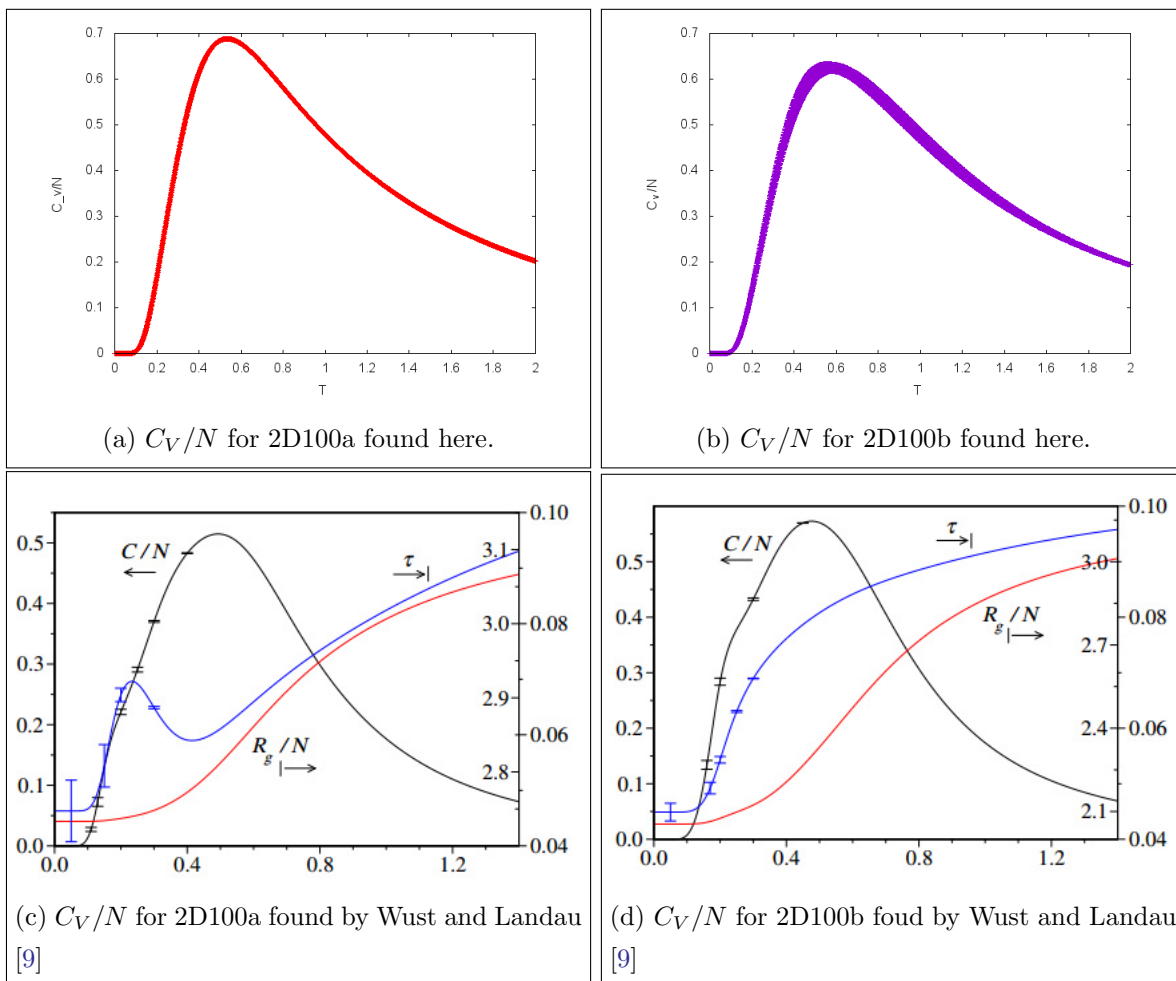 0.7
0.6
0.5
0.4
0.3
0.2
0.1
0
C_v/N
0 0.2 0.4 0.6 0.8 1 1.2 1.4 1.6 1.8 2
T
(a) C_V/N for 2D100a found here.
0.7
0.6
0.5
0.4
0.3
0.2
0.1
0
C_v/N
0 0.2 0.4 0.6 0.8 1 1.2 1.4 1.6 1.8 2
T
(b) C_V/N for 2D100b found here.
0.5
0.4
0.3
0.2
0.1
0.0
C/N
τ
R_g/N
3.1
3.0
2.9
2.8
0.10
0.08
0.06
0.04
0.0 0.4 0.8 1.2
(c) C_V/N for 2D100a found by Wust and Landau
[9]
0.5
0.4
0.3
0.2
0.1
0.0
C/N
τ
R_g/N
3.0
2.7
2.4
2.1
0.10
0.08
0.06
0.04
0.0 0.4 0.8 1.2
(d) C_V/N for 2D100b foud by Wust and Landau
[9]